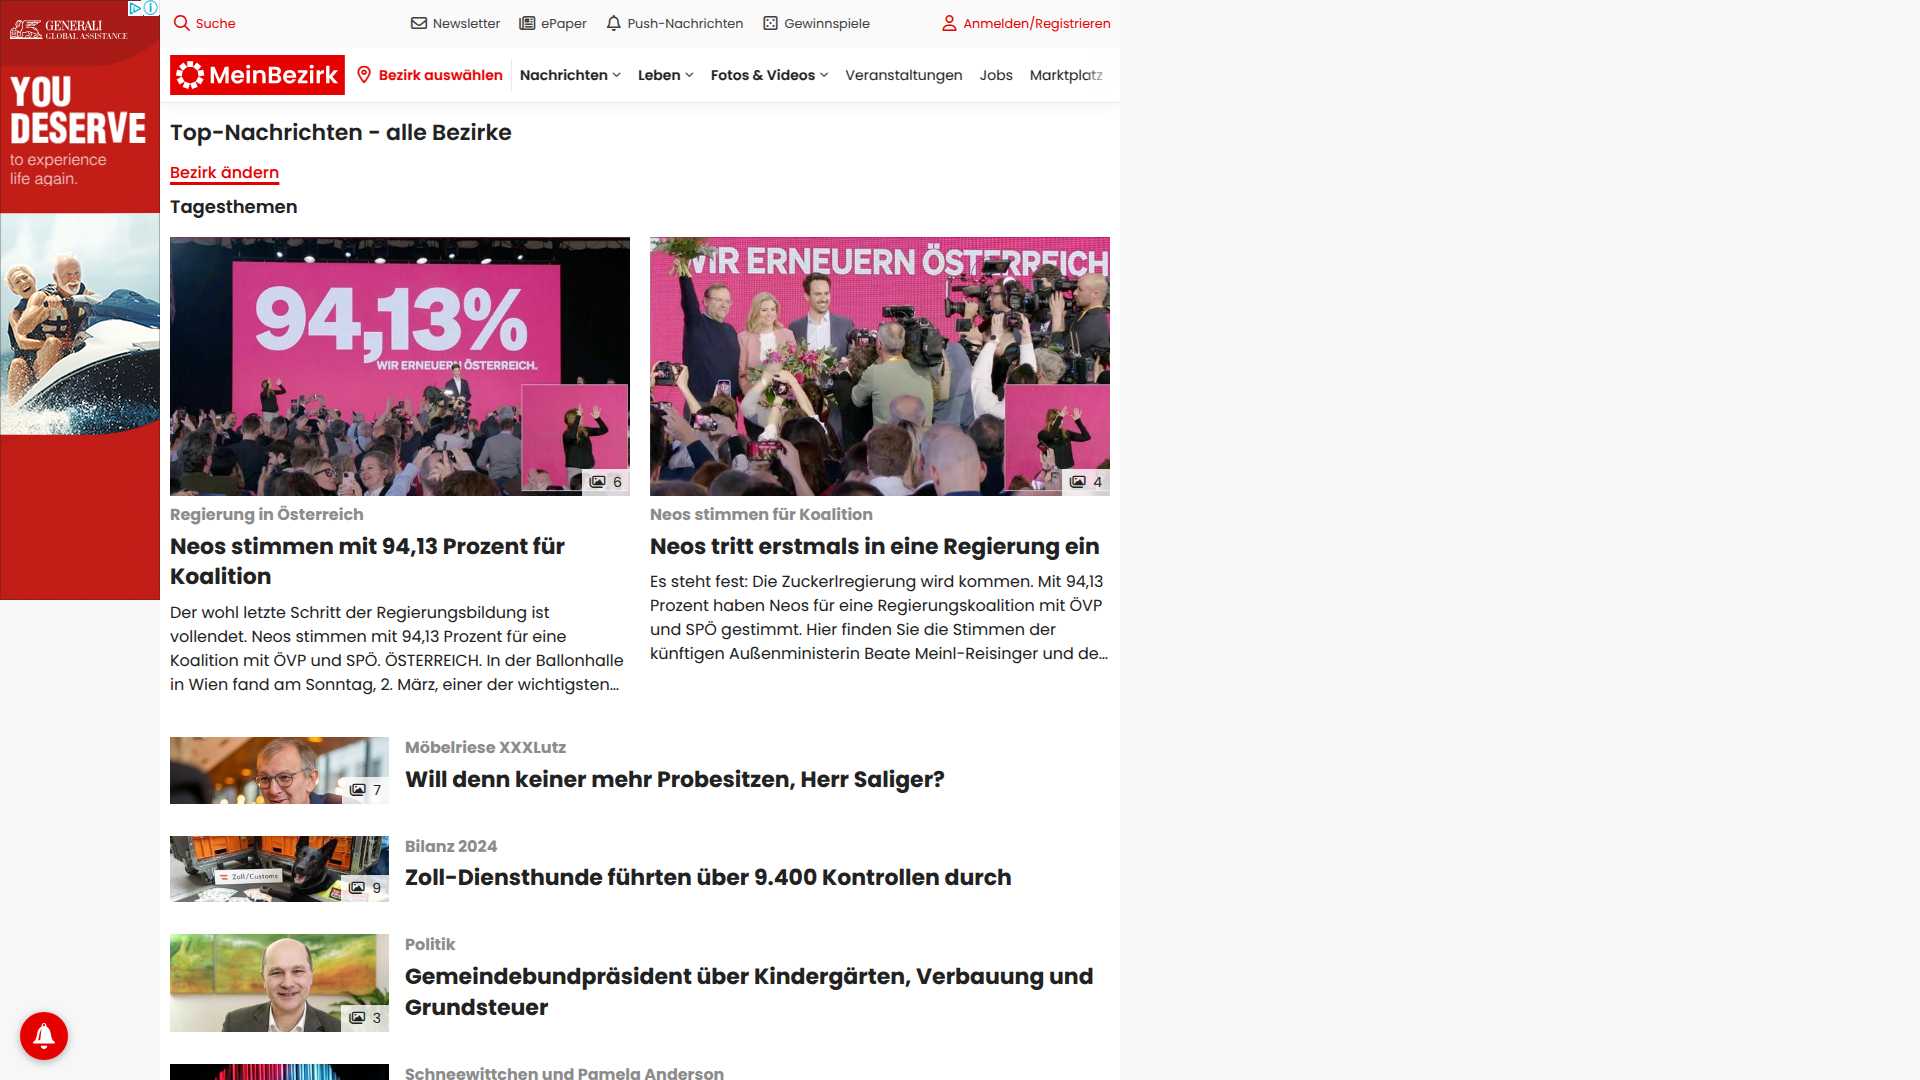 GENERALI
GLOBAL ASSISTANCE
YOU
DESERVE
to experience
life again.
Suche
Newsletter
ePaper
Push-Nachrichten
Gewinnspiele
Anmelden/Registrieren
MeinBezirk
Bezirk auswählen
Nachrichten
Leben
Fotos & Videos
Veranstaltungen
Jobs
Marktplatz
Top-Nachrichten - alle Bezirke
Bezirk ändern
Tagesthemen
94,13%
WIR ERNEUERN ÖSTERREICH.
6
Regierung in Österreich
Neos stimmen mit 94,13 Prozent für
Koalition
Der wohl letzte Schritt der Regierungsbildung ist
vollendet. Neos stimmen mit 94,13 Prozent für eine
Koalition mit ÖVP und SPÖ. ÖSTERREICH. In der Ballonhalle
in Wien fand am Sonntag, 2. März, einer der wichtigsten…
WIR ERNEUERN ÖSTERREICH
4
Neos stimmen für Koalition
Neos tritt erstmals in eine Regierung ein
Es steht fest: Die Zuckerlregierung wird kommen. Mit 94,13
Prozent haben Neos für eine Regierungskoalition mit ÖVP
und SPÖ gestimmt. Hier finden Sie die Stimmen der
künftigen Außenministerin Beate Meinl-Reisinger und de…
7
Möbelriese XXXLutz
Will denn keiner mehr Probesitzen, Herr Saliger?
Zoll/Customs
9
Bilanz 2024
Zoll-Diensthunde führten über 9.400 Kontrollen durch
3
Politik
Gemeindebundpräsident über Kindergärten, Verbauung und
Grundsteuer
Schneewittchen und Pamela Anderson